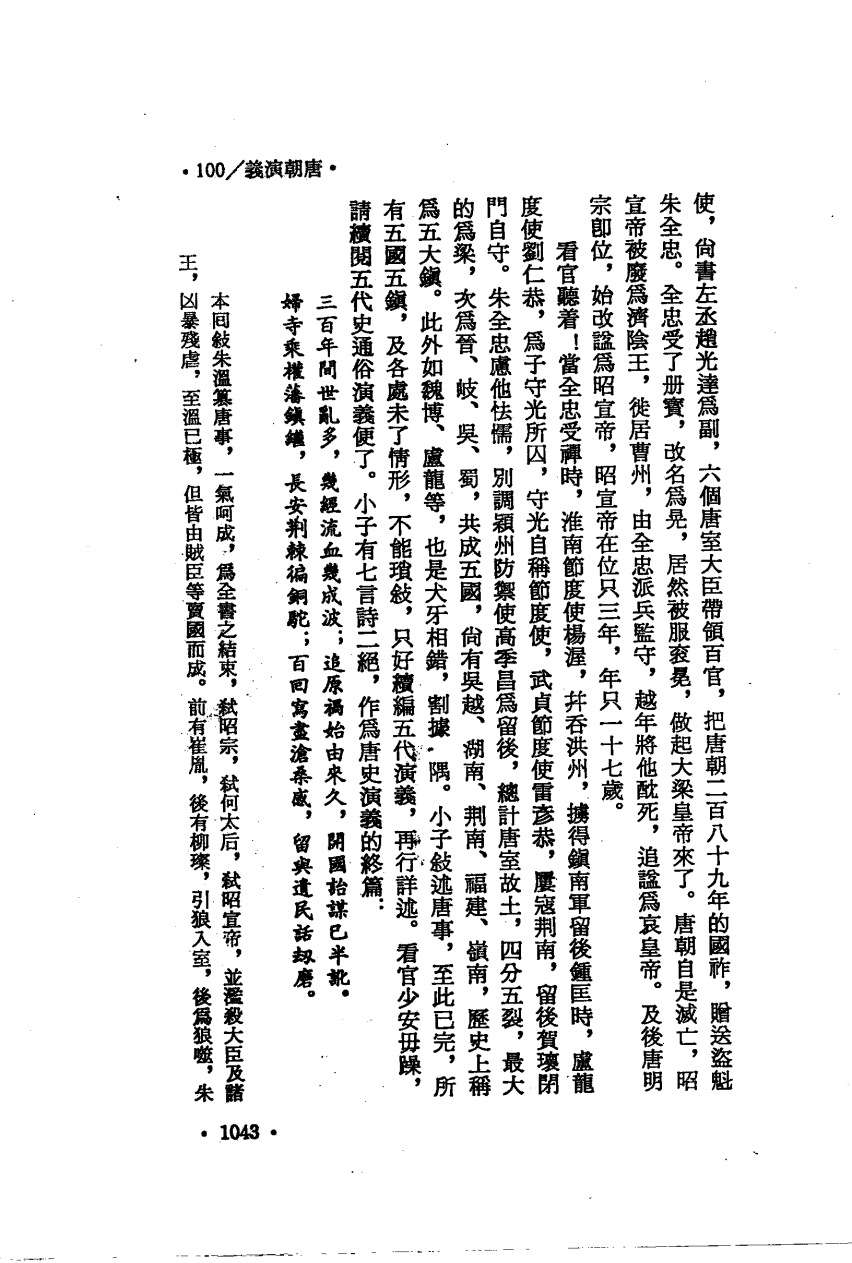 ·唐朝演義/100·
使，尙書左丞趙光達爲副，六個唐室大臣帶領百官，把唐朝二百八十九年的國祚，贈送盜魁
朱全忠。全忠受了册寶，改名爲晃，居然被服袞冕，做起大梁皇帝來了。唐朝自是滅亡，昭
宣帝被廢爲濟陰王，徙居曹州，由全忠派兵監守，越年將他酖死，追諡爲哀皇帝。及後唐明
宗卽位，始改諡爲昭宣帝，昭宣帝在位只三年，年只一十七歲。
看官聽着！當全忠受禪時，淮南節度使楊渥，幷吞洪州，擄得鎭南軍留後鍾匡時，盧龍
度使劉仁恭，爲子守光所囚，守光自稱節度使，武貞節度使雷彥恭，屢寇荆南，留後賀瓌閉
門自守。朱全忠慮他怯懦，別調潁州防禦使高季昌爲留後，總計唐室故土，四分五裂，最大
的爲梁，次爲晉、岐、吳、蜀，共成五國，尙有吳越、湖南、荆南、福建、嶺南，歷史上稱
爲五大鎭。此外如魏博、盧龍等，也是犬牙相錯，割據·隅。小子敍述唐事，至此已完，所
有五國五鎭，及各處未了情形，不能瑣敍，只好續編五代演義，再行詳述。看官少安毋躁，
請續閱五代史通俗演義便了。小子有七言詩二絕，作爲唐史演義的終篇：
三百年間世亂多，幾經流血幾成波；追原禍始由來久，開國詒謀已半訛。
婦寺乘權藩鎭繼，長安荆棘徧銅駝；百回寫盡滄桑感，留與遺民話刼磨。
本回敍朱溫篡唐事，一氣呵成，爲全書之結束，弒昭宗，弒何太后，弒昭宣帝，並濫殺大臣及諸
王，凶暴殘虐，至溫已極，但皆由賊臣等賣國而成。前有崔胤，後有柳璨，引狼入室，後爲狼噬，朱
·1043·